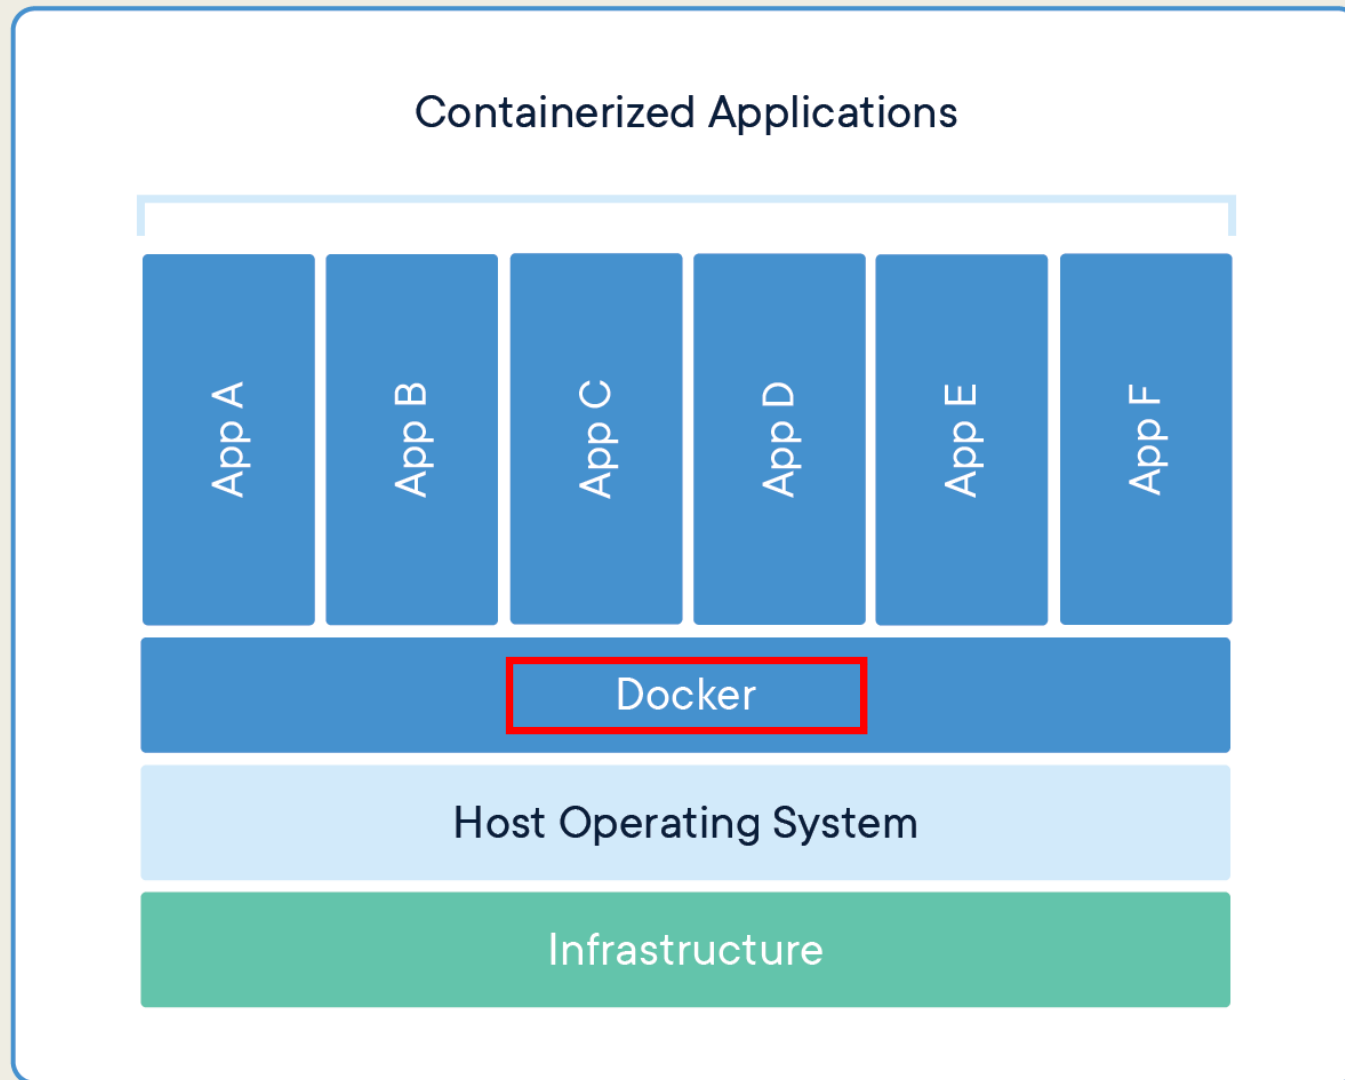 Containerized Applications
App A
App B
App C
App D
App E
App F
Docker
Host Operating System
Infrastructure